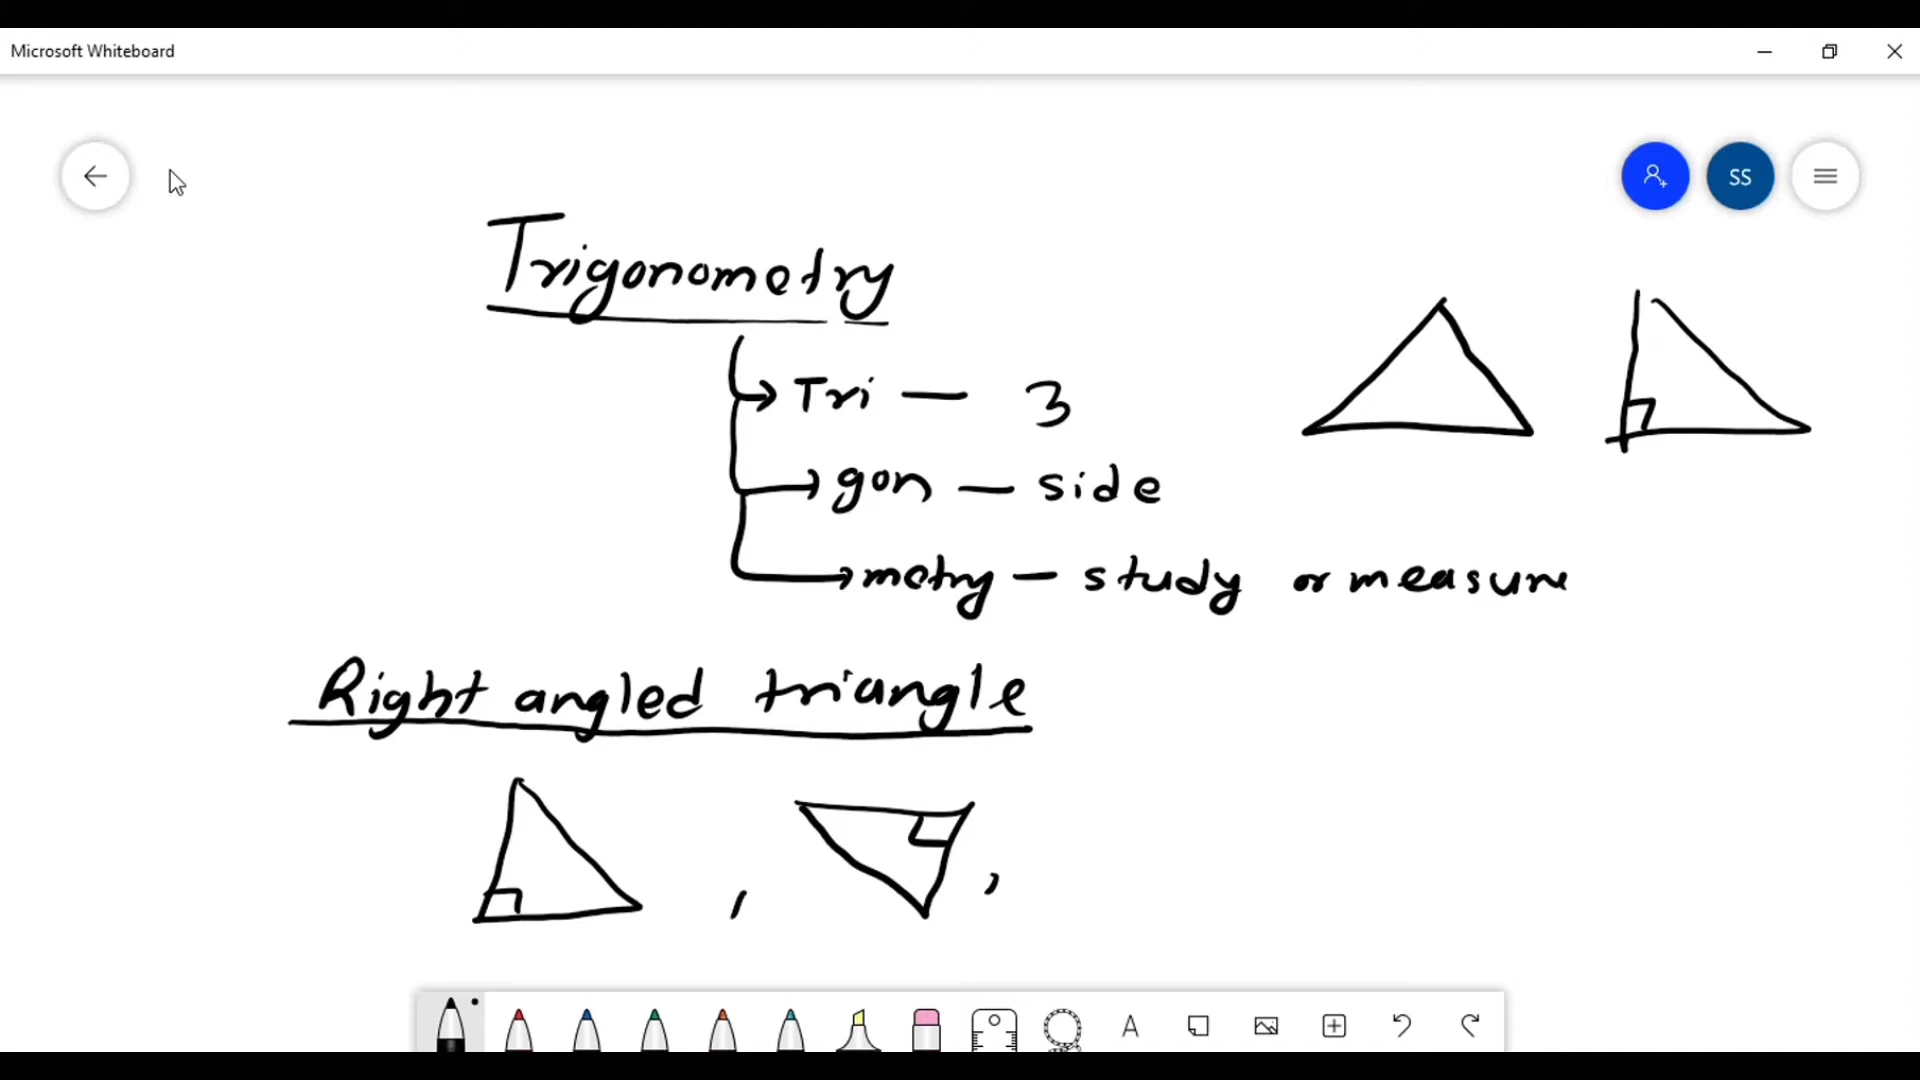 Microsoft Whiteboard
SS
Trigonometry
Tri — 3
gon — side
metry — study or measure
Right angled triangle
, ,
A